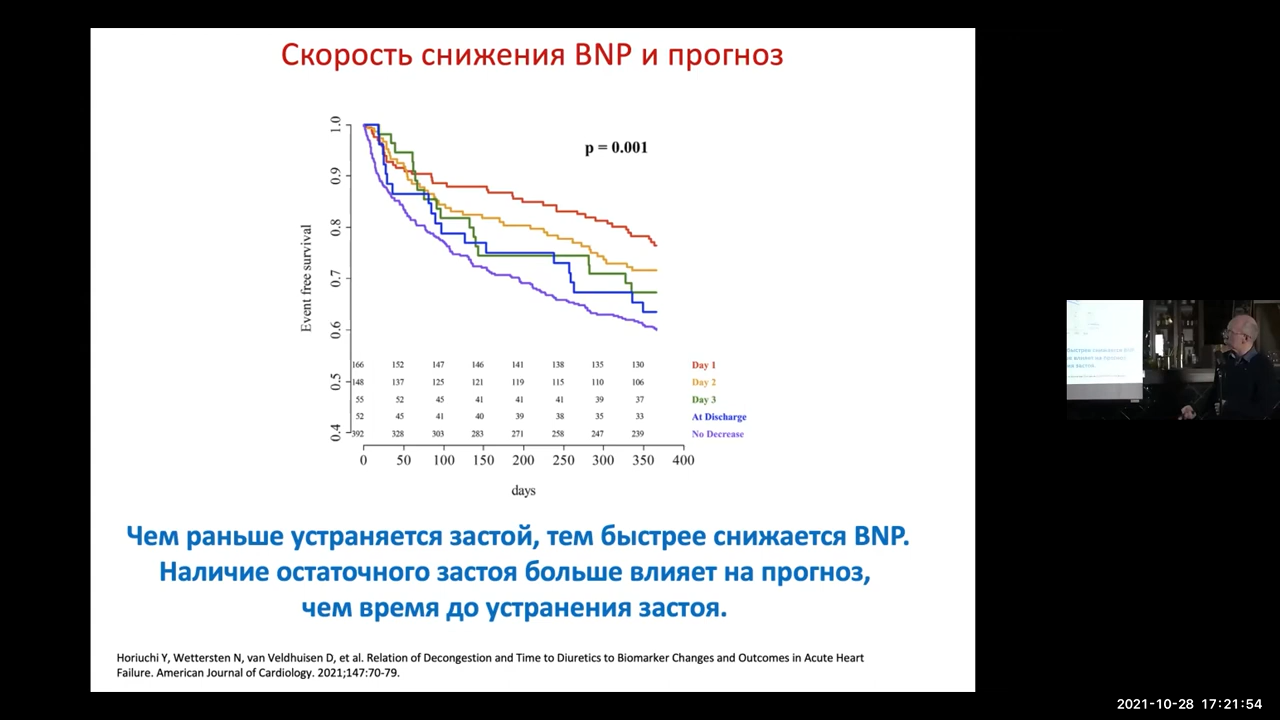 Скорость снижения BNP и прогноз
p = 0.001
Event free survival
1.0
0.9
0.8
0.7
0.6
0.5
0.4
166 152 147 146 141 138 135 130 Day 1
148 137 125 121 119 115 110 106 Day 2
55 52 45 41 41 41 39 37 Day 3
52 45 41 40 39 38 35 33 At Discharge
392 328 303 283 271 258 247 239 No Decrease
0 50 100 150 200 250 300 350 400
days
Чем раньше устраняется застой, тем быстрее снижается BNP.
Наличие остаточного застоя больше влияет на прогноз,
чем время до устранения застоя.
Horiuchi Y, Wettersten N, van Veldhuisen D, et al. Relation of Decongestion and Time to Diuretics to Biomarker Changes and Outcomes in Acute Heart
Failure. American Journal of Cardiology. 2021;147:70-79.
2021-10-28 17:21:54